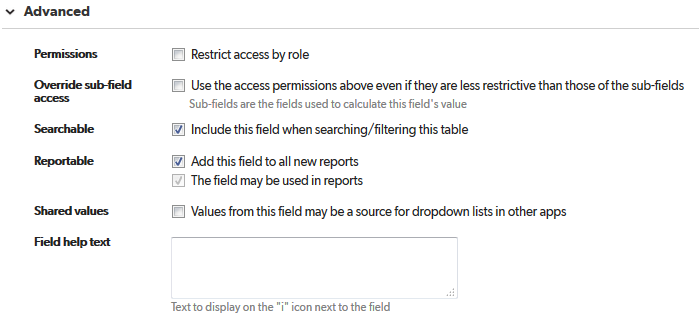 Advanced
Permissions Restrict access by role
Override sub-field access Use the access permissions above even if they are less restrictive than those of the sub-fields
Sub-fields are the fields used to calculate this field's value
Searchable Include this field when searching/filtering this table
Reportable Add this field to all new reports
The field may be used in reports
Shared values Values from this field may be a source for dropdown lists in other apps
Field help text
Text to display on the "i" icon next to the field